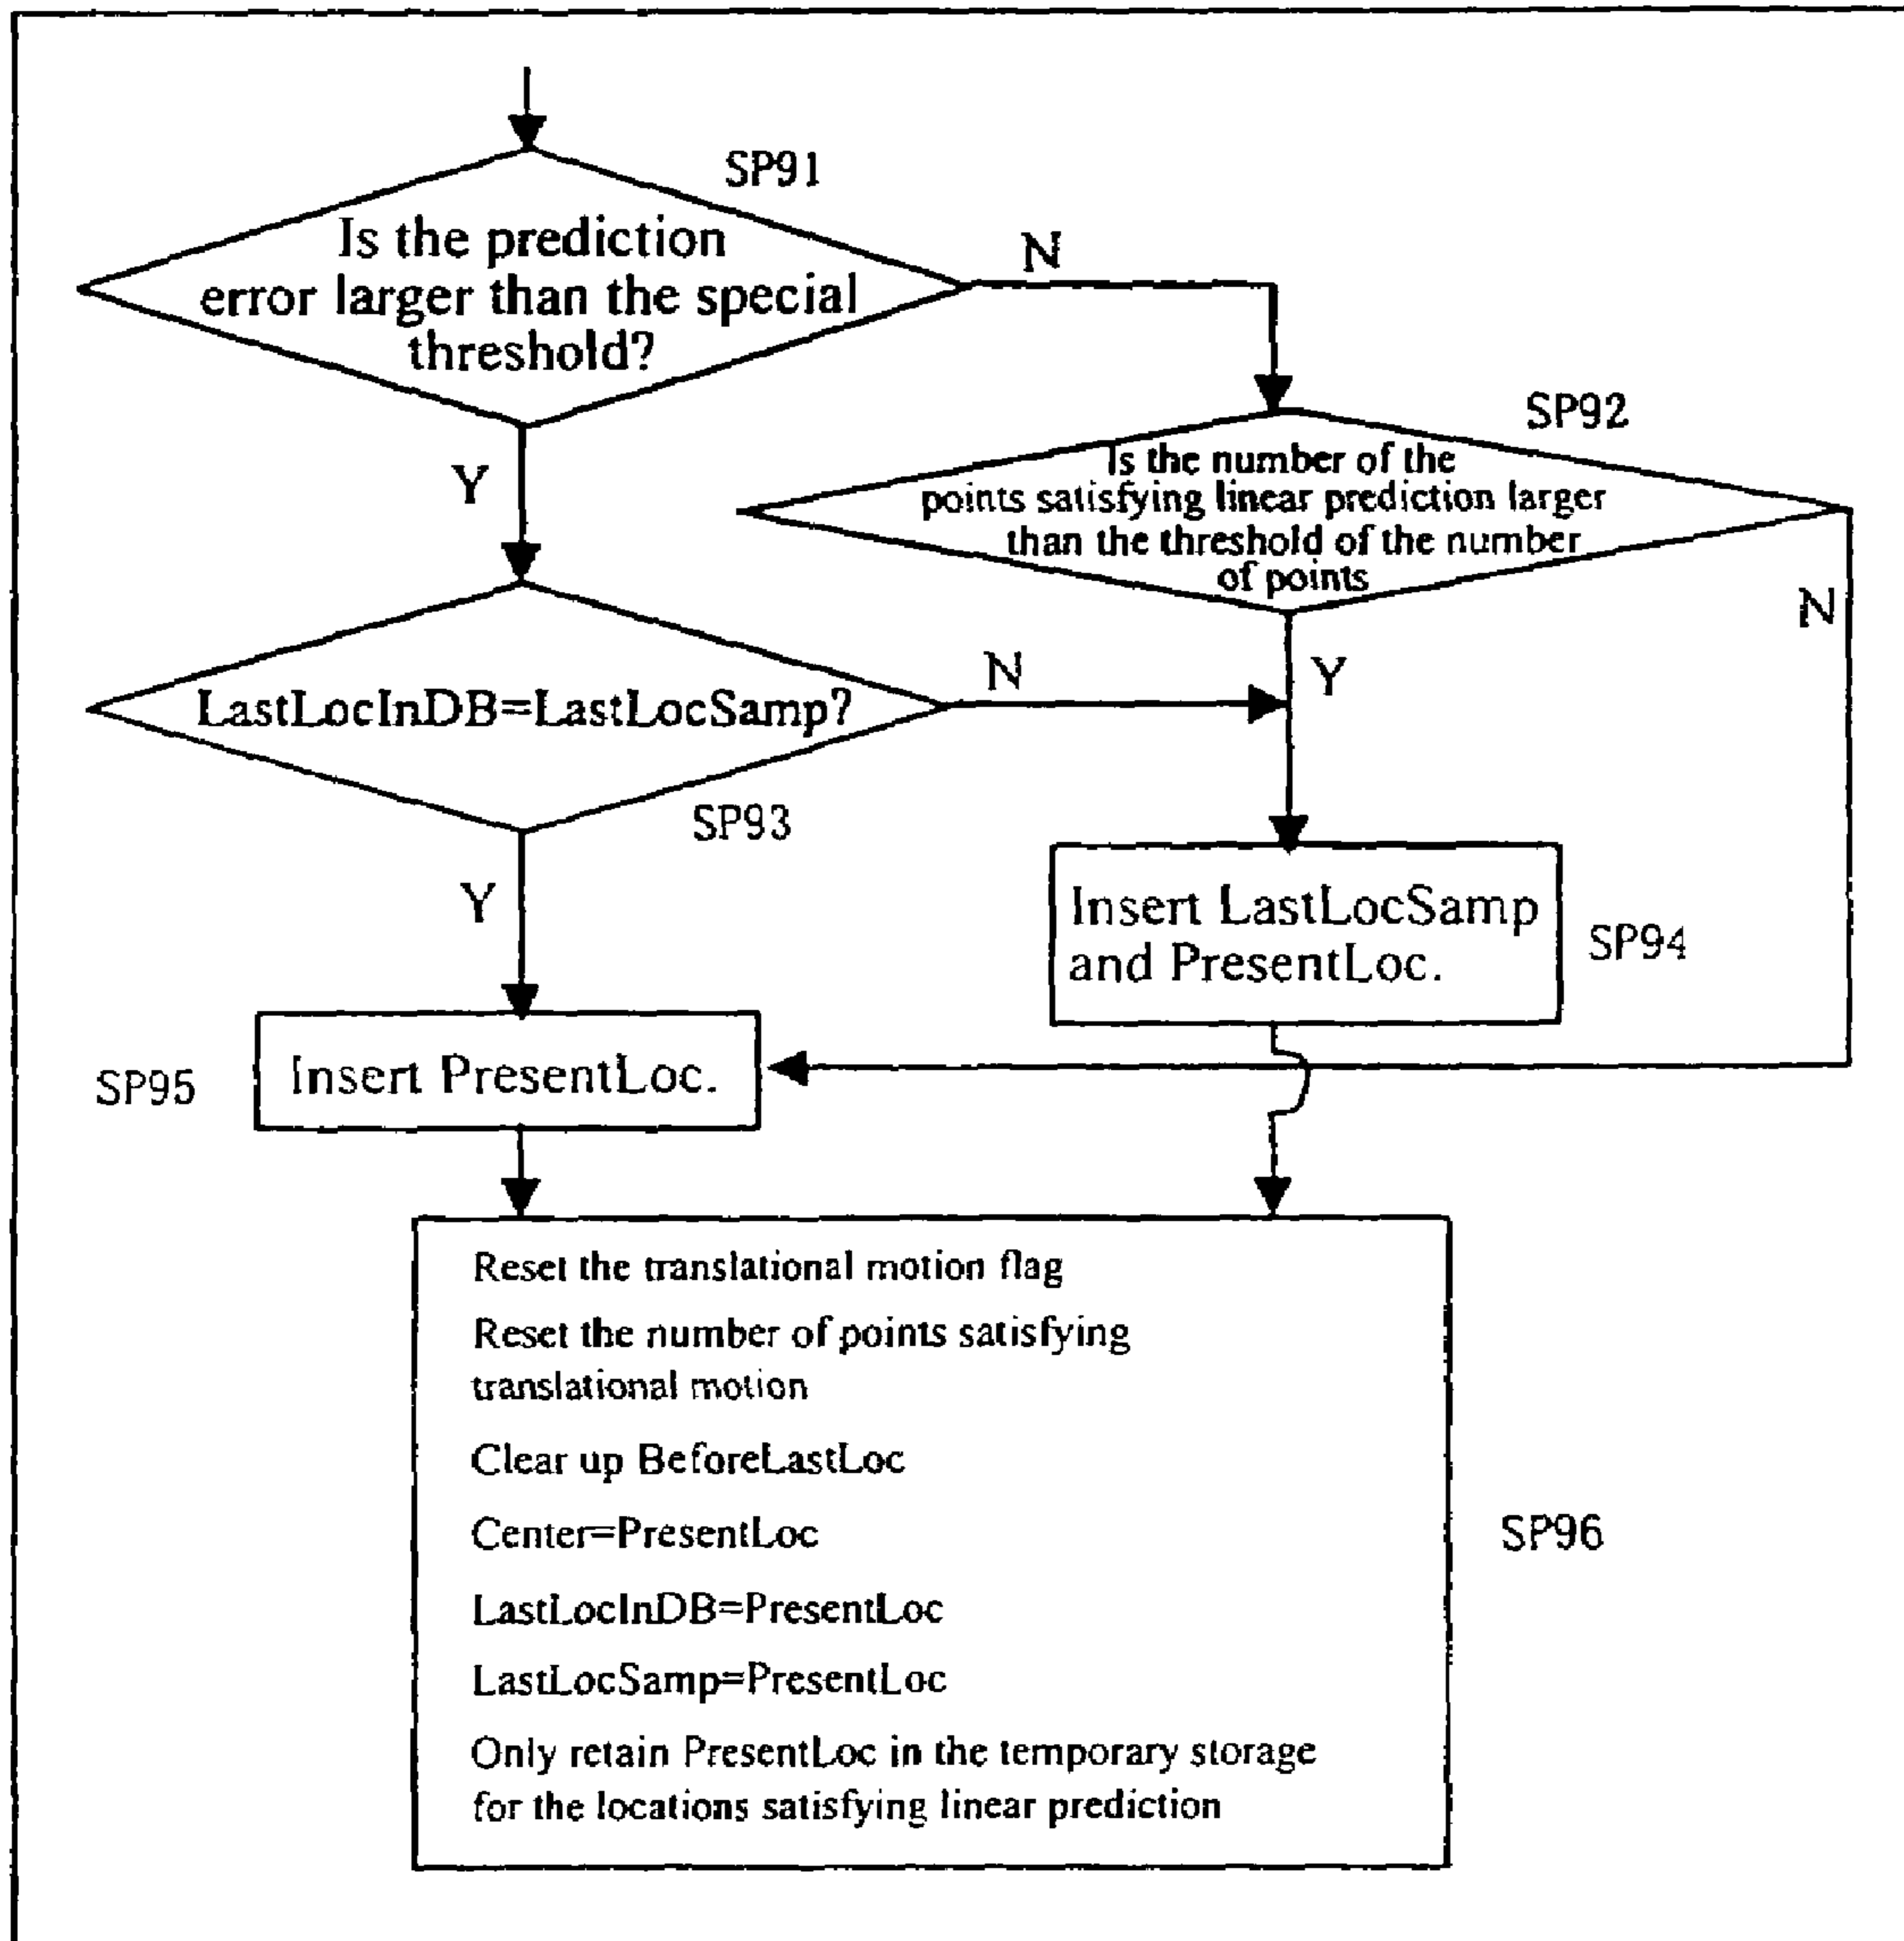 SP91
Is the prediction
error larger than the special
threshold?
N
SP92
Is the number of the
points satisfying linear prediction larger
than the threshold of the number
of points
Y
N
LastLocInDB=LastLocSamp?
N
Y
SP93
Y
Insert LastLocSamp
and PresentLoc.
SP94
Insert PresentLoc.
SP95
Reset the translational motion flag
Reset the number of points satisfying
translational motion
Clear up BeforeLastLoc
Center=PresentLoc
LastLocInDB=PresentLoc
LastLocSamp=PresentLoc
Only retain PresentLoc in the temporary storage
for the locations satisfying linear prediction
SP96